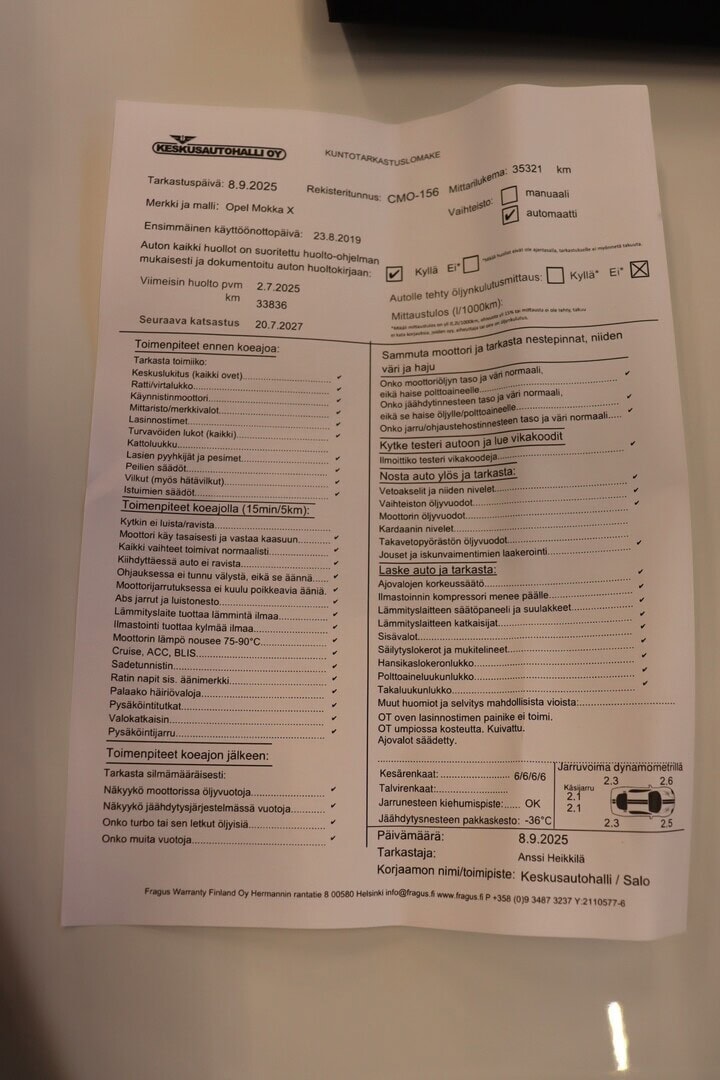 KESKUSAUTOHALLI OY
KUNTOTARKASTUSLOMAKE
Tarkastuspäivä: 8.9.2025
Rekisteritunnus: CMO-156
Mittarilukema: 35321 km
Merkki ja malli: Opel Mokka X
Vaihteisto: manuaali
✔ automaatti
Ensimmäinen käyttöönottopäivä: 23.8.2019
Auton kaikki huollot on suoritettu huolto-ohjelman
mukaisesti ja dokumentoitu auton huoltokirjaan: ✔ Kyllä Ei*
Viimeisin huolto pvm 2.7.2025
km 33836
Seuraava katsastus 20.7.2027
Autolle tehty öljynkulutusmittaus: Kyllä* Ei* ☒
Mittaustulos (l/1000km):
Toimenpiteet ennen koeajoa:
Tarkasta toimiiko:
Keskuslukitus (kaikki ovet) ✔
Ratti/virtalukko ✔
Käynnistinmoottori ✔
Mittaristo/merkkivalot ✔
Lasinnostimet
Turvavöiden lukot (kaikki) ✔
Kattoluukku
Lasien pyyhkijät ja pesimet ✔
Peilien säädöt ✔
Vilkut (myös hätävilkut) ✔
Istuimien säädöt ✔
Toimenpiteet koeajolla (15min/5km):
Kytkin ei luista/ravista
Moottori käy tasaisesti ja vastaa kaasuun ✔
Kaikki vaihteet toimivat normaalisti ✔
Kiihdyttäessä auto ei ravista ✔
Ohjauksessa ei tunnu välystä, eikä se äännä ✔
Moottorijarrutuksessa ei kuulu poikkeavia ääniä. ✔
Abs jarrut ja luistonesto ✔
Lämmityslaite tuottaa lämmintä ilmaa ✔
Ilmastointi tuottaa kylmää ilmaa ✔
Moottorin lämpö nousee 75-90°C ✔
Cruise, ACC, BLIS ✔
Sadetunnistin ✔
Ratin napit sis. äänimerkki ✔
Palaako häiriövaloja ✔
Pysäköintitutkat ✔
Valokatkaisin ✔
Pysäköintijarru ✔
Toimenpiteet koeajon jälkeen:
Tarkasta silmämääräisesti:
Näkyykö moottorissa öljyvuotoja ✔
Näkyykö jäähdytysjärjestelmässä vuotoja ✔
Onko turbo tai sen letkut öljyisiä ✔
Onko muita vuotoja ✔
Sammuta moottori ja tarkasta nestepinnat, niiden
väri ja haju
Onko moottoriöljyn taso ja väri normaali,
eikä haise polttoaineelle ✔
Onko jäähdytinnesteen taso ja väri normaali,
eikä se haise öljylle/polttoaineelle ✔
Onko jarru/ohjaustehostinnesteen taso ja väri normaali ✔
Kytke testeri autoon ja lue vikakoodit
Ilmoittiko testeri vikakoodeja ✔
Nosta auto ylös ja tarkasta:
Vetoakselit ja niiden nivelet ✔
Vaihteiston öljyvuodot ✔
Moottorin öljyvuodot ✔
Kardaanin nivelet
Takavetopyörästön öljyvuodot
Jouset ja iskunvaimentimien laakerointi ✔
Laske auto ja tarkasta:
Ajovalojen korkeussäätö ✔
Ilmastoinnin kompressori menee päälle ✔
Lämmityslaitteen säätöpaneeli ja suulakkeet ✔
Lämmityslaitteen katkaisijat ✔
Sisävalot ✔
Säilytyslokerot ja mukitelineet ✔
Hansikaslokeronlukko ✔
Polttoaineluukunlukko ✔
Takaluukunlukko ✔
Muut huomiot ja selvitys mahdollisista vioista:
OT oven lasinnostimen painike ei toimi.
OT umpiossa kosteutta. Kuivattu.
Ajovalot säädetty.
Kesärenkaat: 6/6/6/6
Talvirenkaat:
Jarrunesteen kiehumispiste: OK
Jäähdytysnesteen pakkaskesto: -36°C
Jarruvoima dynamometrillä
2.3 2.6
Käsijarru
2.1
2.1
2.3 2.5
Päivämäärä: 8.9.2025
Tarkastaja: Anssi Heikkilä
Korjaamon nimi/toimipiste: Keskusautohalli / Salo
Fragus Warranty Finland Oy Hermannin rantatie 8 00580 Helsinki info@fragus.fi www.fragus.fi P +358 (0)9 3487 3237 Y:2110577-6